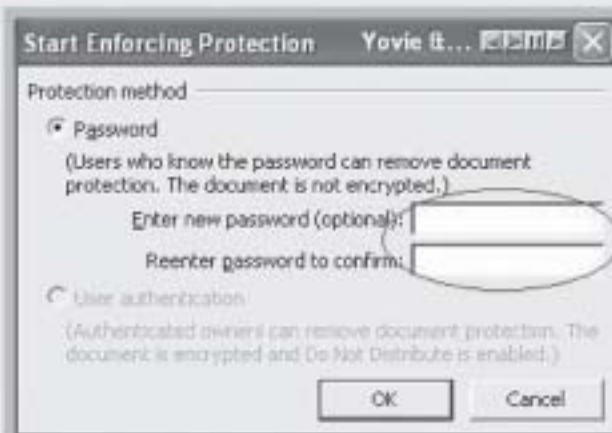 Start Enforcing Protection Yovie &...
Protection method
Password
(Users who know the password can remove document
protection. The document is not encrypted.)
Enter new password (optional):
Reenter password to confirm:
User authentication
(Authenticated owners can remove document protection. The
document is encrypted and Do Not Distribute is enabled.)
OK Cancel